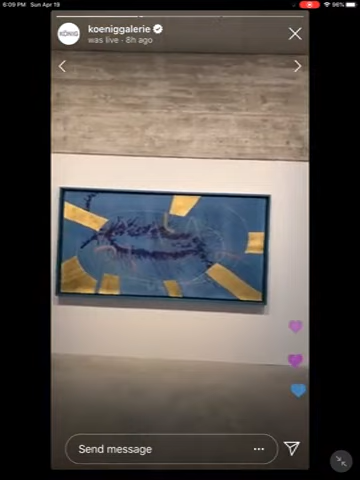 6:09 PM Sun Apr 19
96%
KÖNIG
koeniggalerie
was live · 8h ago
Send message